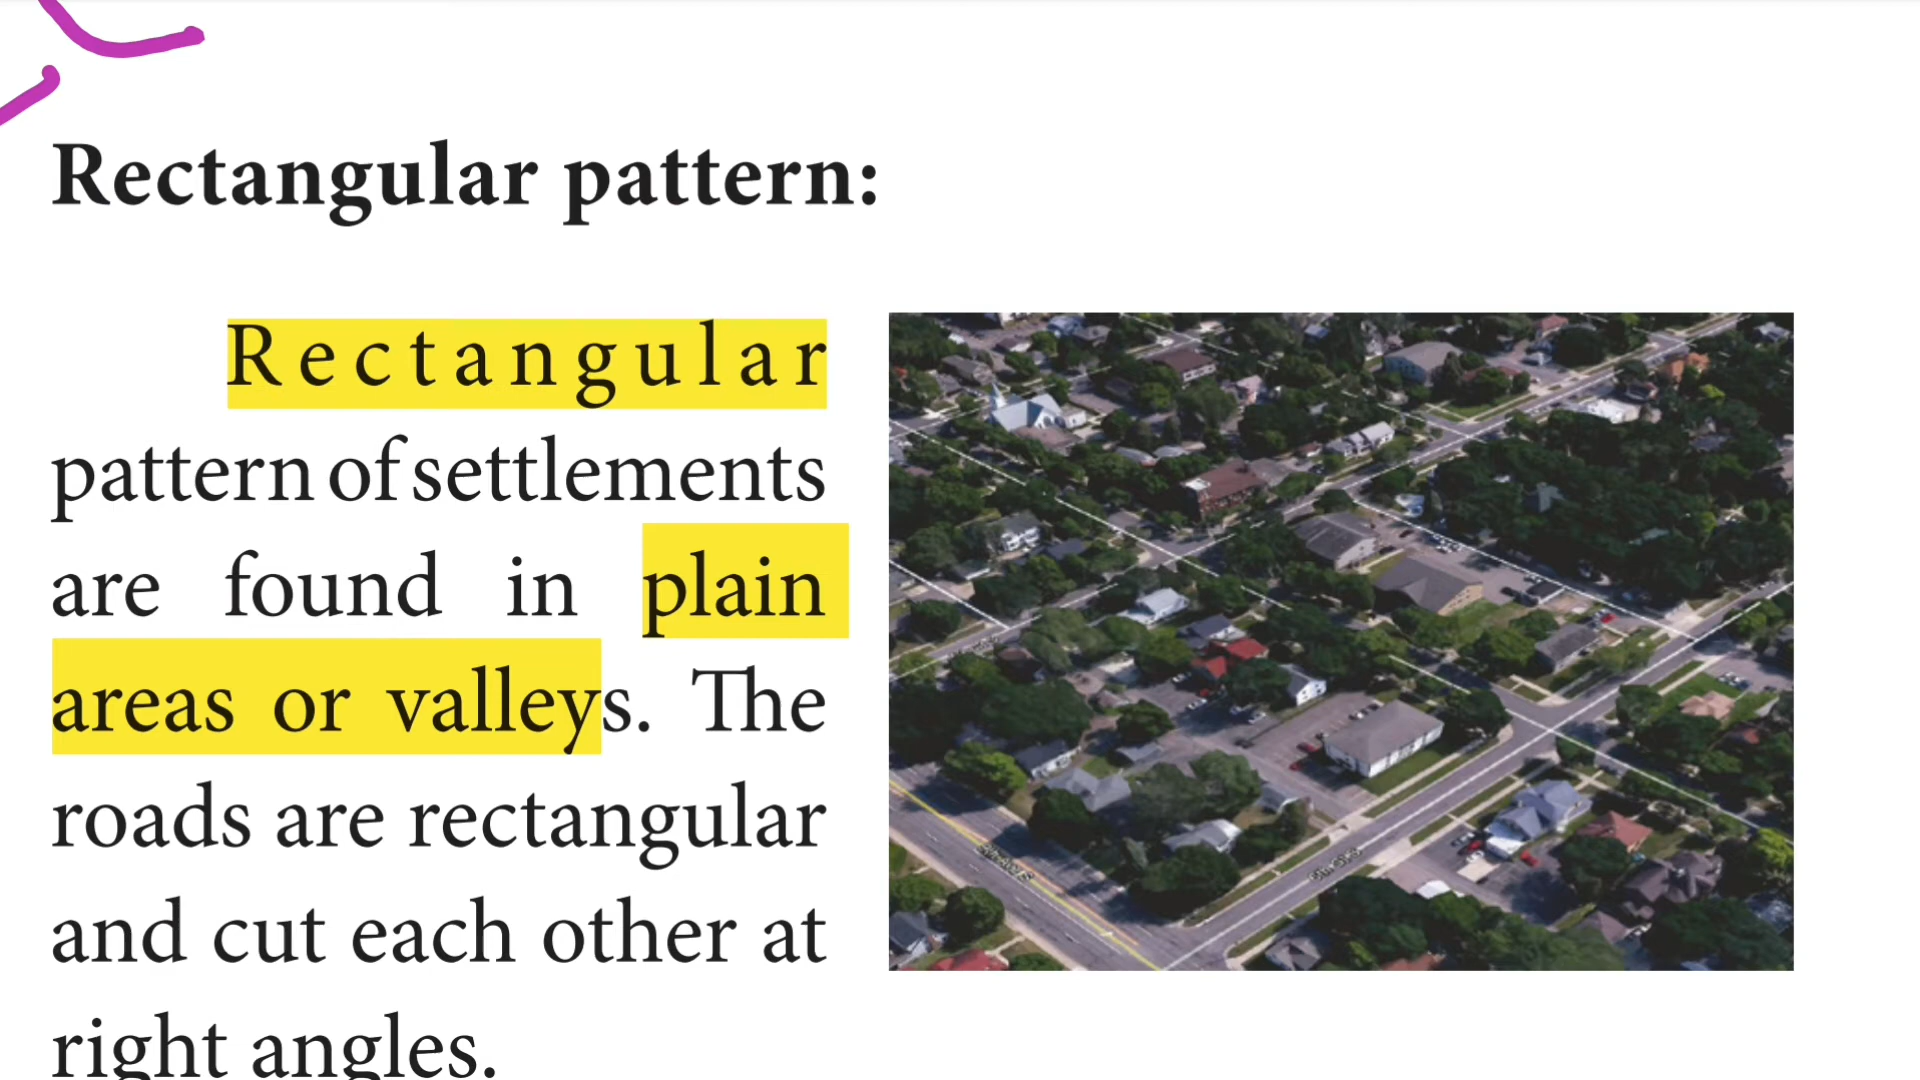 Rectangular pattern:
Rectangular
pattern of settlements
are found in plain
areas or valleys. The
roads are rectangular
and cut each other at
right angles.